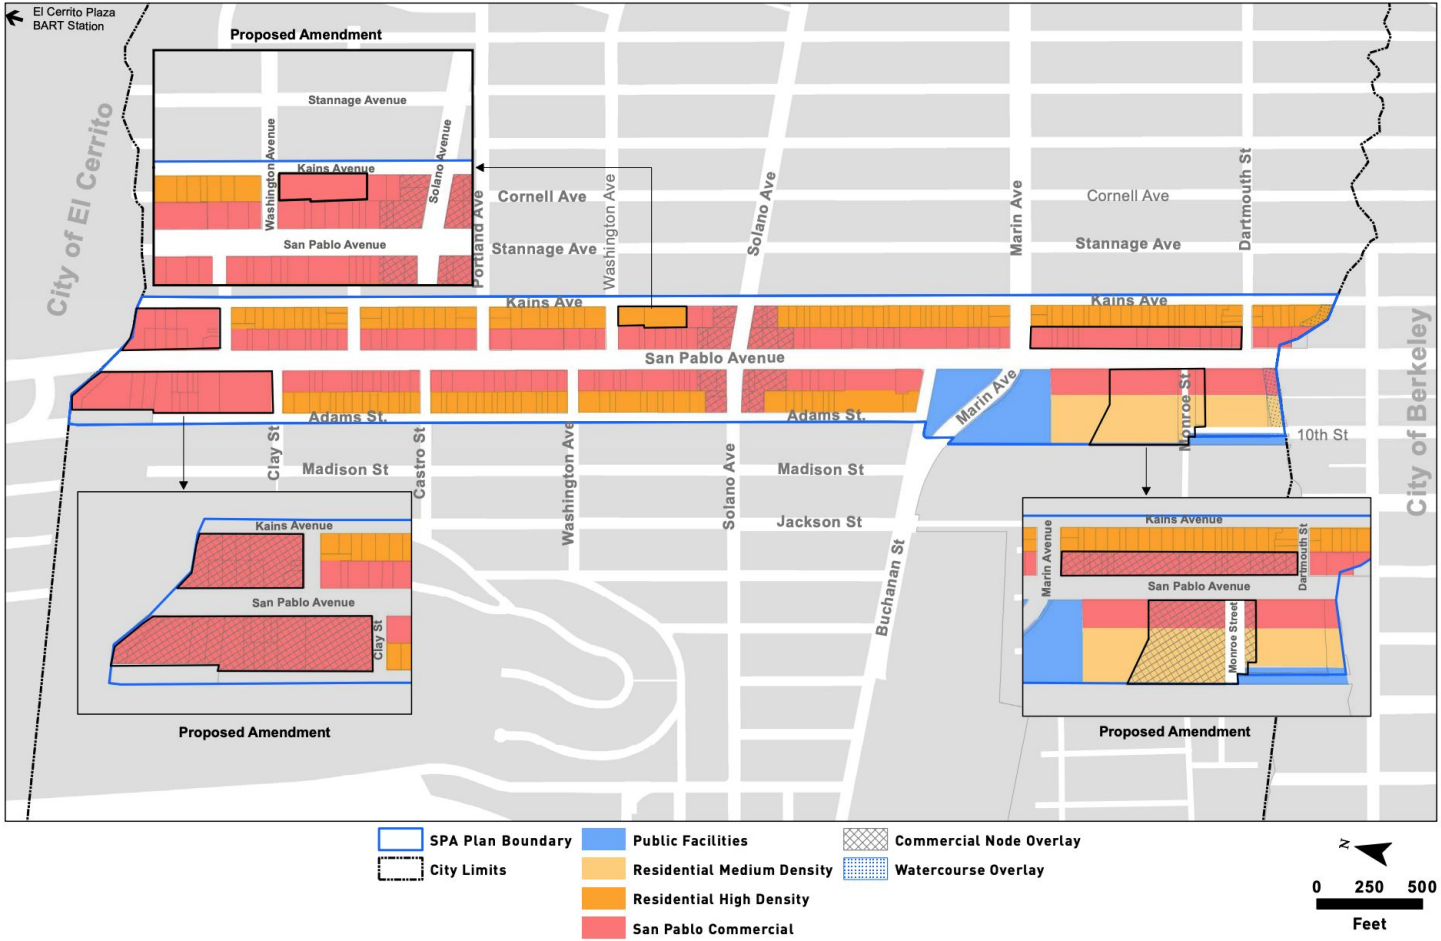 El Cerrito Plaza
BART Station
Proposed Amendment
Stannage Avenue
Washington Avenue
Kains Avenue
Solano Avenue
San Pablo Avenue
City of El Cerrito
Portland Ave
Cornell Ave
Stannage Ave
Washington Ave
Solano Ave
Marin Ave
Cornell Ave
Stannage Ave
Dartmouth St
Kains Ave
Kains Ave
San Pablo Avenue
Adams St.
Adams St.
Marin Ave
Monroe St
10th St
City of Berkeley
Clay St
Madison St
Castro St
Washington Ave
Solano Ave
Madison St
Jackson St
Buchanan St
Kains Avenue
San Pablo Avenue
Clay St
Proposed Amendment
Kains Avenue
Marin Avenue
Dartmouth St
San Pablo Avenue
Monroe Street
Proposed Amendment
SPA Plan Boundary
City Limits
Public Facilities
Residential Medium Density
Residential High Density
San Pablo Commercial
Commercial Node Overlay
Watercourse Overlay
N
0 250 500
Feet